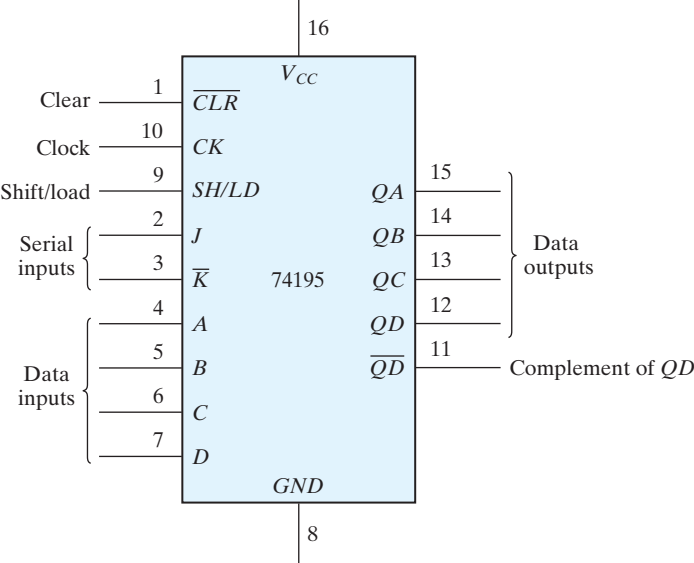 16
V_CC
Clear 1 C̅L̅R̅
Clock 10 CK
Shift/load 9 SH/LD
Serial inputs
2 J
3 K̅
74195
4 A
Data inputs
5 B
6 C
7 D
QA 15
QB 14
QC 13
QD 12
Data outputs
Q̅D̅ 11 Complement of QD
GND
8